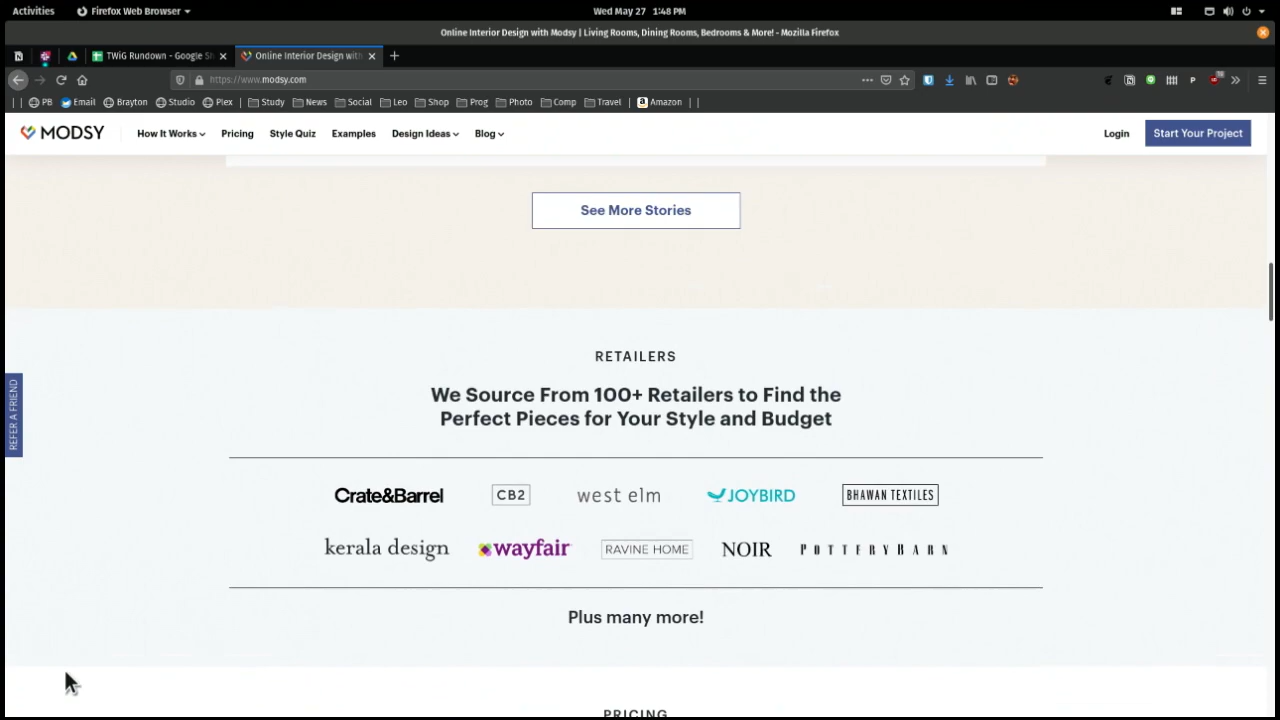 Activities Firefox Web Browser Wed May 27 1:48 PM
Online Interior Design with Modsy | Living Rooms, Dining Rooms, Bedrooms & More! - Mozilla Firefox
TWiG Rundown - Google Sh Online Interior Design with
https://www.modsy.com
PB Email Brayton Studio Plex Study News Social Leo Shop Prog Photo Comp Travel Amazon
MODSY How It Works Pricing Style Quiz Examples Design Ideas Blog Login Start Your Project
See More Stories
REFER A FRIEND
RETAILERS
We Source From 100+ Retailers to Find the
Perfect Pieces for Your Style and Budget
Crate&Barrel CB2 west elm JOYBIRD BHAWAN TEXTILES
kerala design wayfair RAVINE HOME NOIR POTTERYBARN
Plus many more!
PRICING